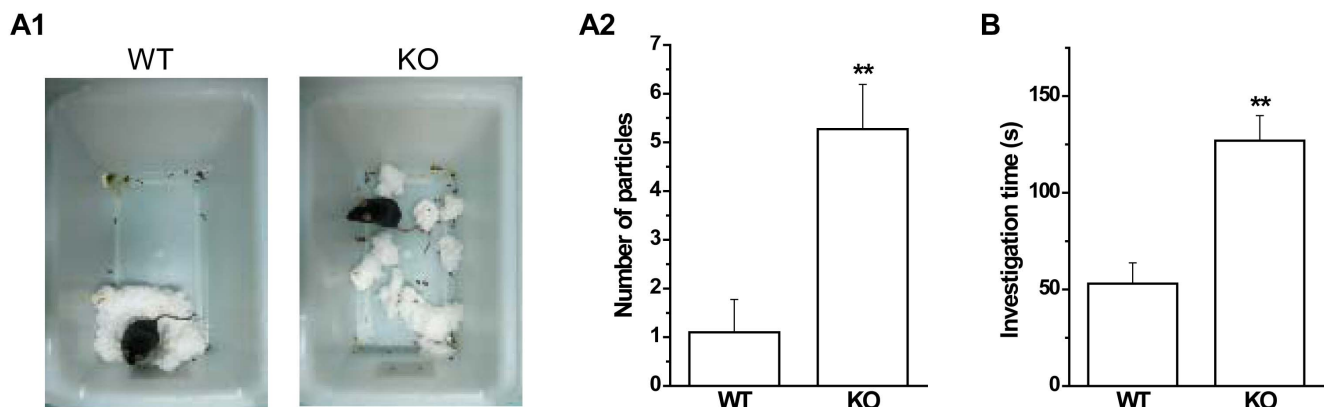 A1
WT
KO
A2
Number of particles
7
6
5
4
3
2
1
0
**
WT
KO
B
Investigation time (s)
150
100
50
0
**
WT
KO